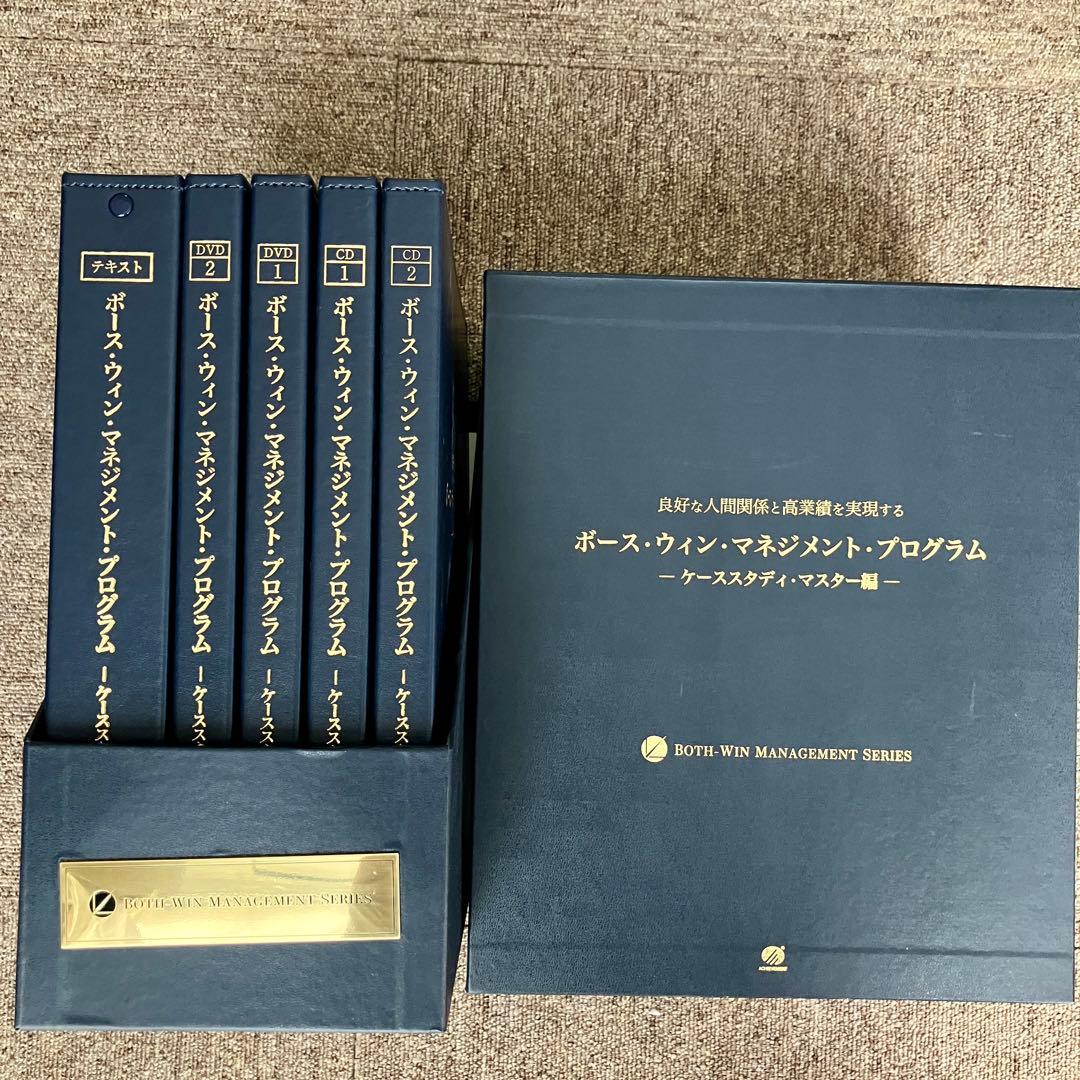 テキスト
ボース・ウィン・マネジメント・プログラム ―ケースス
DVD
2
ボース・ウィン・マネジメント・プログラム ―ケースス
DVD
1
ボース・ウィン・マネジメント・プログラム ―ケースス
CD
1
ボース・ウィン・マネジメント・プログラム ―ケースス
CD
2
ボース・ウィン・マネジメント・プログラム ―ケースス
BOTH-WIN MANAGEMENT SERIES
良好な人間関係と高業績を実現する
ボース・ウィン・マネジメント・プログラム
― ケーススタディ・マスター編 ―
BOTH-WIN MANAGEMENT SERIES
ACHIEVEMENT